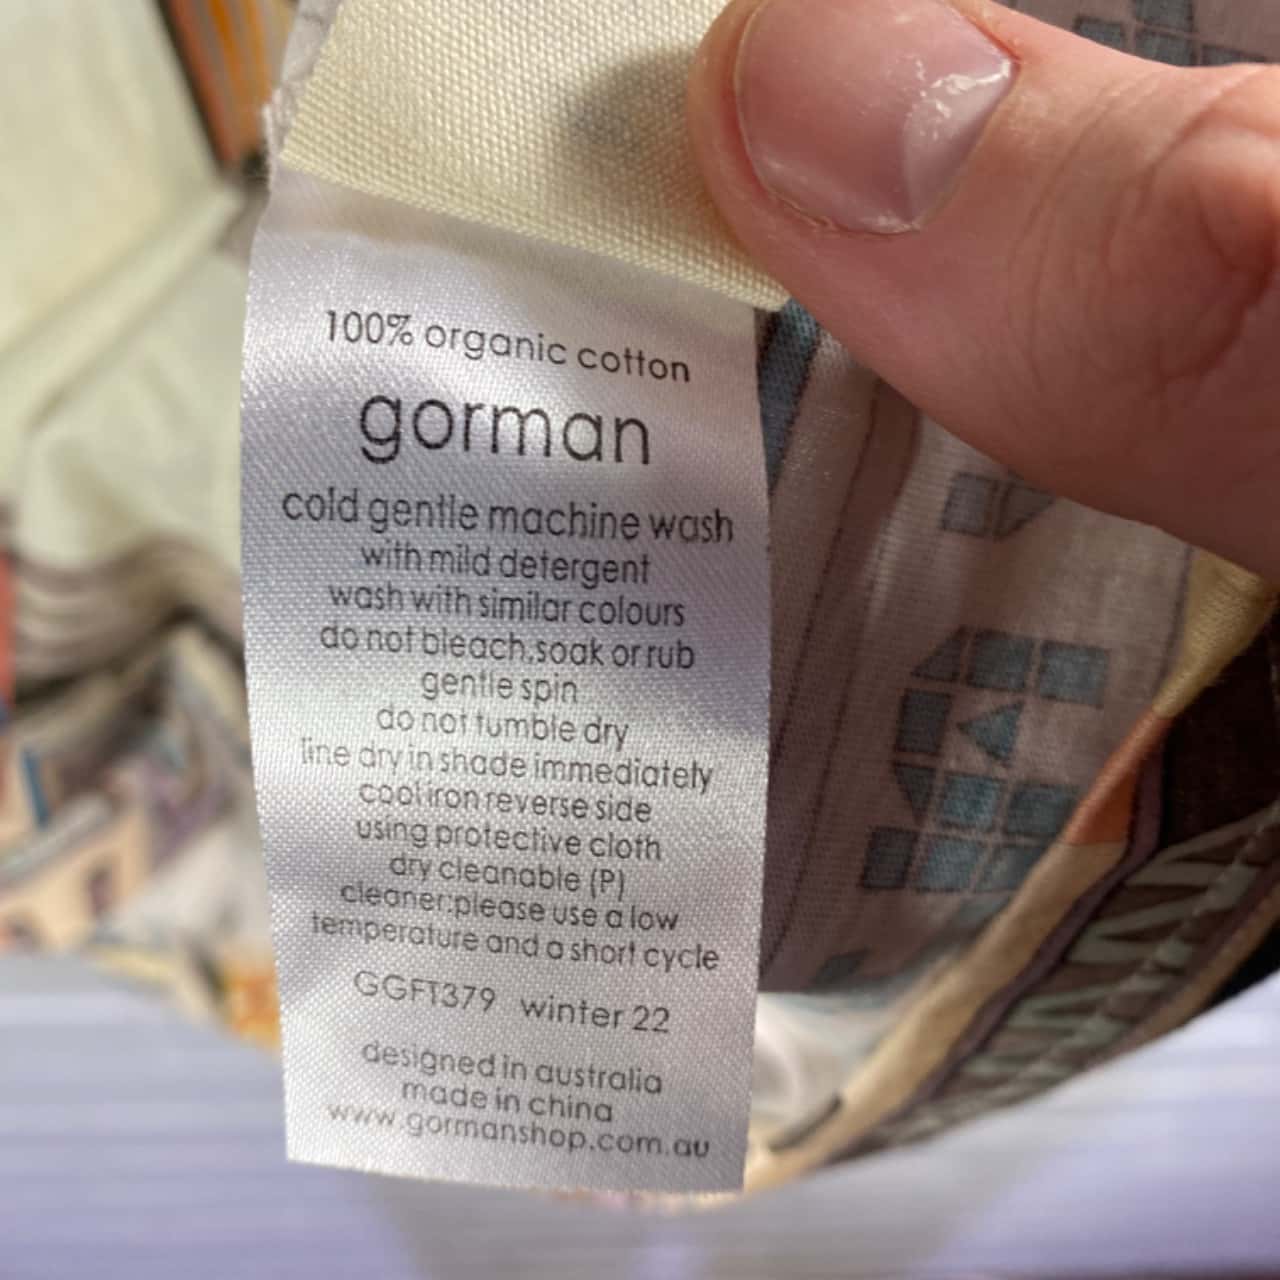 100% organic cotton
gorman
cold gentle machine wash
with mild detergent
wash with similar colours
do not bleach,soak or rub
gentle spin
do not tumble dry
line dry in shade immediately
cool iron reverse side
using protective cloth
dry cleanable (P)
cleaner:please use a low
temperature and a short cycle
GGFT379 winter 22
designed in australia
made in china
www.gormanshop.com.au